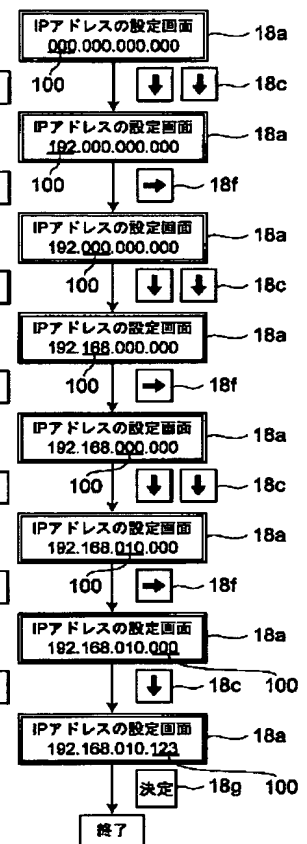 IPアドレスの設定画面
000.000.000.000
18a
100
↓ ↓ 18c
IPアドレスの設定画面
192.000.000.000
18a
100
→ 18f
IPアドレスの設定画面
192.000.000.000
18a
100
↓ ↓ 18c
IPアドレスの設定画面
192.168.000.000
18a
100
→ 18f
IPアドレスの設定画面
192.168.000.000
18a
100
↓ ↓ 18c
IPアドレスの設定画面
192.168.010.000
18a
100
→ 18f
IPアドレスの設定画面
192.168.010.000
18a
↓ 18c 100
IPアドレスの設定画面
192.168.010.123
18a
決定 18g 100
終了